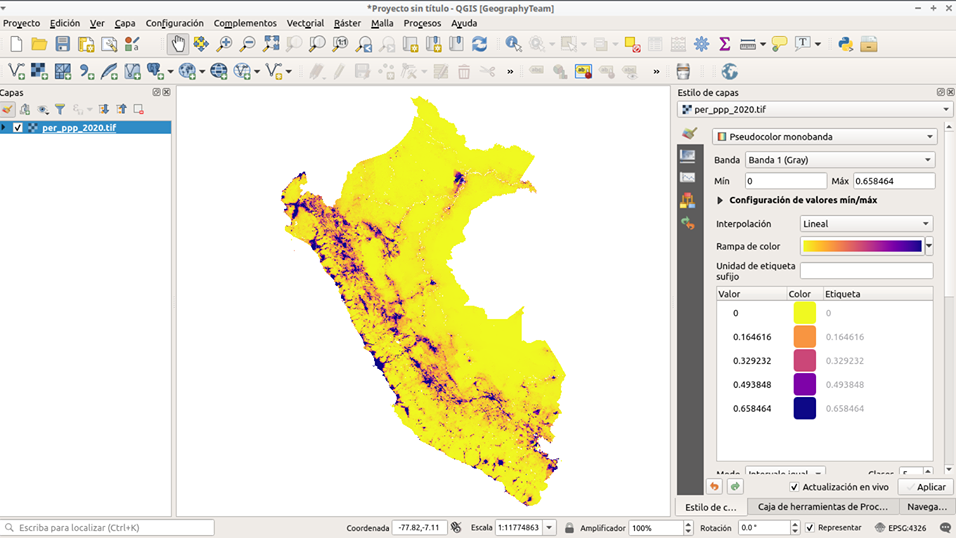 *Proyecto sin título - QGIS [GeographyTeam]
Proyecto Edición Ver Capa Configuración Complementos Vectorial Ráster Malla Procesos Ayuda
Capas
per_ppp_2020.tif
Estilo de capas
per_ppp_2020.tif
Pseudocolor monobanda
Banda Banda 1 (Gray)
Mín 0 Máx 0.658464
Configuración de valores mín/máx
Interpolación Lineal
Rampa de color
Unidad de etiqueta
sufijo
Valor Color Etiqueta
0 0
0.164616 0.164616
0.329232 0.329232
0.493848 0.493848
0.658464 0.658464
Modo Intervalo igual Clases 5
Actualización en vivo Aplicar
Estilo de c... Caja de herramientas de Proc... Navega...
Escriba para localizar (Ctrl+K) Coordenada -77.82,-7.11 Escala 1:11774863 Amplificador 100% Rotación 0.0 ° Representar EPSG:4326